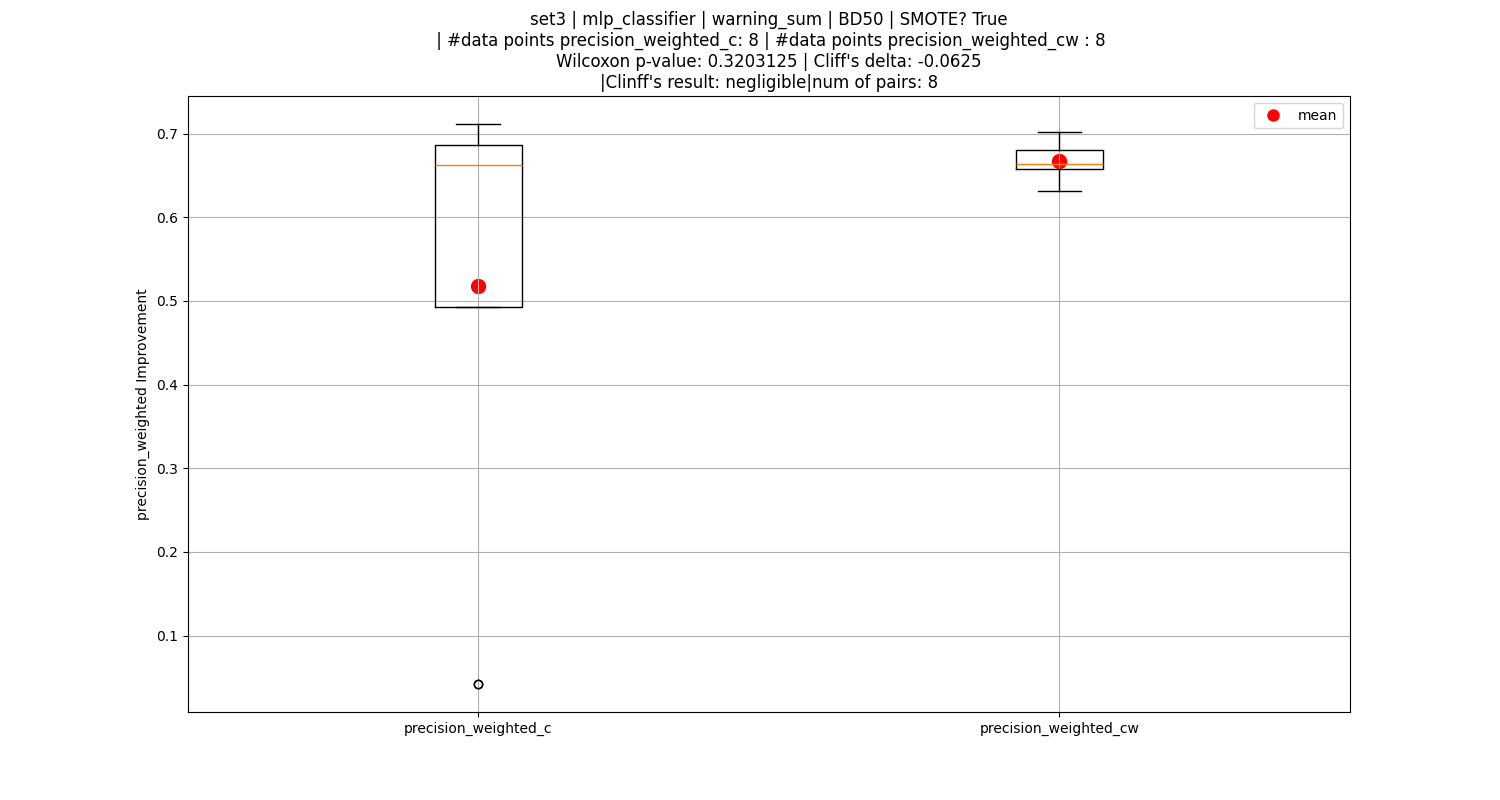 set3 | mlp_classifier | warning_sum | BD50 | SMOTE? True
| #data points precision_weighted_c: 8 | #data points precision_weighted_cw : 8
Wilcoxon p-value: 0.3203125 | Cliff's delta: -0.0625
|Clinff's result: negligible|num of pairs: 8
mean
0.7
0.6
0.5
0.4
0.3
0.2
0.1
precision_weighted Improvement
precision_weighted_c
precision_weighted_cw